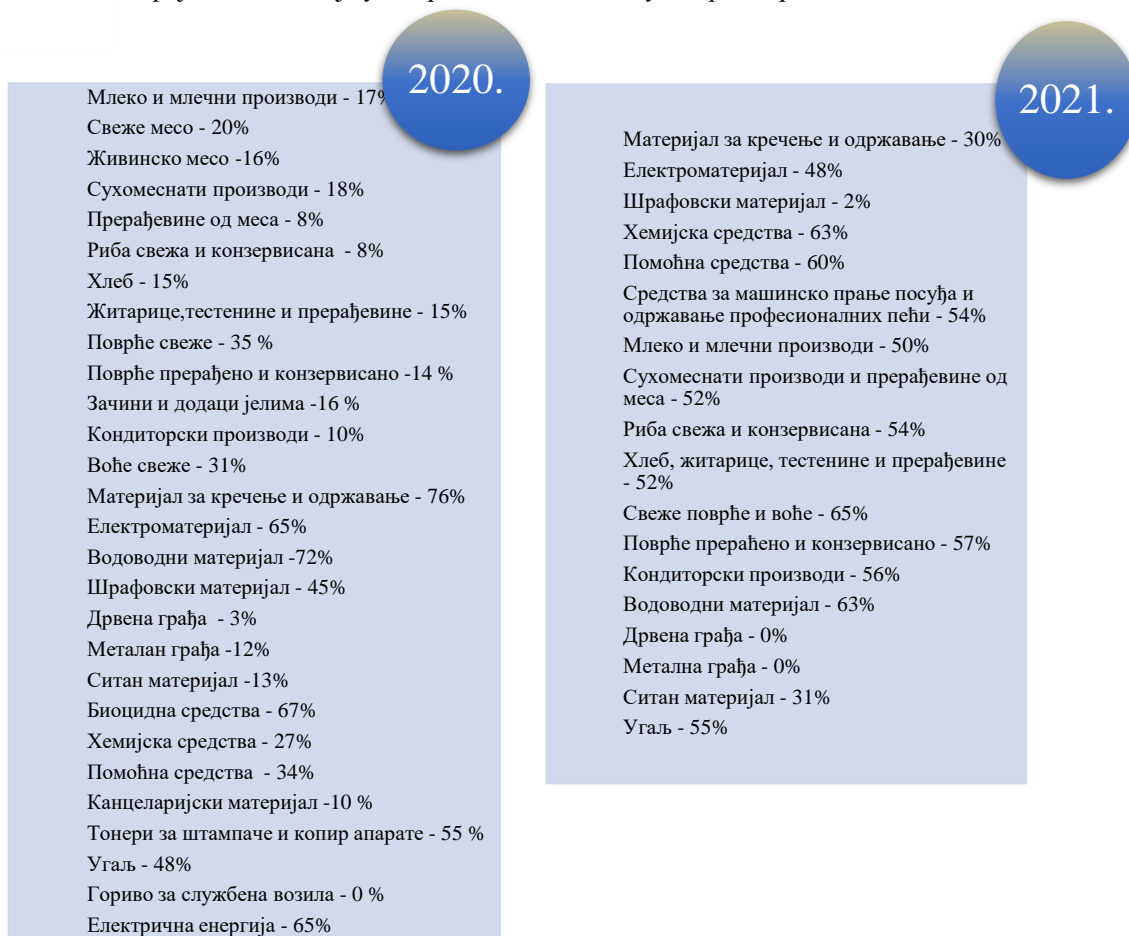 2020.
Млеко и млечни производи - 17%
Свеже месо - 20%
Живинско месо -16%
Сухомеснати производи - 18%
Прерађевине од меса - 8%
Риба свежа и конзервисана - 8%
Хлеб - 15%
Житарице,тестенине и прерађевине - 15%
Поврће свеже - 35 %
Поврће прерађено и конзервисано -14 %
Зачини и додаци јелима -16 %
Кондиторски производи - 10%
Воће свеже - 31%
Материјал за кречење и одржавање - 76%
Електроматеријал - 65%
Водоводни материјал -72%
Шрафовски материјал - 45%
Дрвена грађа - 3%
Металан грађа -12%
Ситан материјал -13%
Биоцидна средства - 67%
Хемијска средства - 27%
Помоћна средства - 34%
Канцеларијски материјал -10 %
Тонери за штампаче и копир апарате - 55 %
Угаљ - 48%
Гориво за службена возила - 0 %
Електрична енергија - 65%
2021.
Материјал за кречење и одржавање - 30%
Електроматеријал - 48%
Шрафовски материјал - 2%
Хемијска средства - 63%
Помоћна средства - 60%
Средства за машинско прање посуђа и
одржавање професионалних пећи - 54%
Млеко и млечни производи - 50%
Сухомеснати производи и прерађевине од
меса - 52%
Риба свежа и конзервисана - 54%
Хлеб, житарице, тестенине и прерађевине
- 52%
Свеже поврће и воће - 65%
Поврће прераћено и конзервисано - 57%
Кондиторски производи - 56%
Водоводни материјал - 63%
Дрвена грађа - 0%
Метална грађа - 0%
Ситан материјал - 31%
Угаљ - 55%